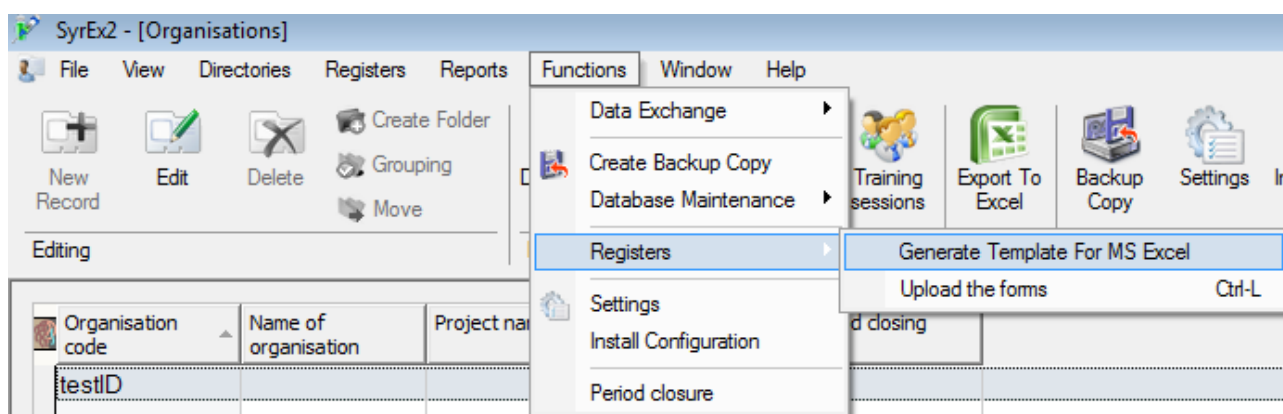 SyrEx2 - [Organisations]
File View Directories Registers Reports Functions Window Help
New Record
Edit
Delete
Create Folder
Grouping
Move
Editing
Data Exchange
Create Backup Copy
Database Maintenance
Registers
Settings
Install Configuration
Period closure
Generate Template For MS Excel
Upload the forms Ctrl-L
Training sessions
Export To Excel
Backup Copy
Settings
Organisation code
Name of organisation
Project
closing
testID